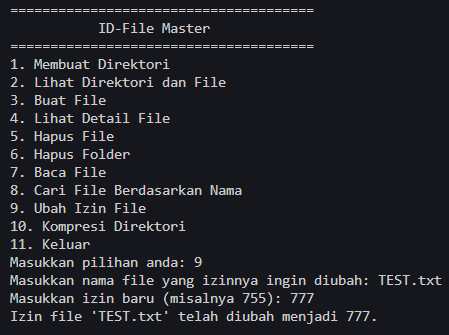 ======================================
ID-File Master
======================================
1. Membuat Direktori
2. Lihat Direktori dan File
3. Buat File
4. Lihat Detail File
5. Hapus File
6. Hapus Folder
7. Baca File
8. Cari File Berdasarkan Nama
9. Ubah Izin File
10. Kompresi Direktori
11. Keluar
Masukkan pilihan anda: 9
Masukkan nama file yang izinnya ingin diubah: TEST.txt
Masukkan izin baru (misalnya 755): 777
Izin file 'TEST.txt' telah diubah menjadi 777.